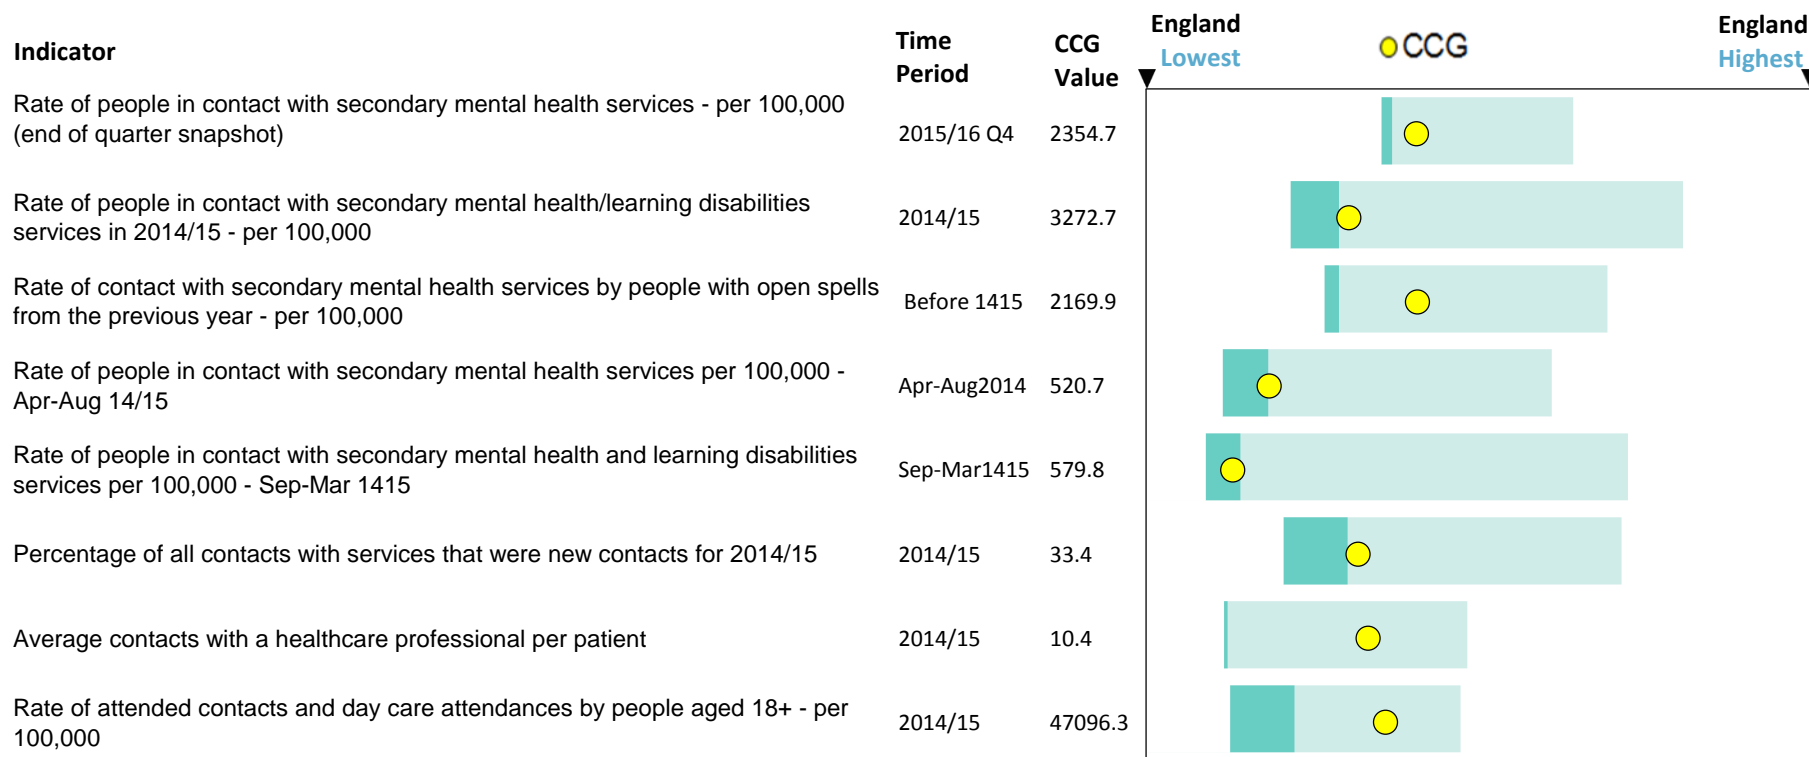 Indicator
Time Period
CCG Value
England Lowest
CCG
England Highest
Rate of people in contact with secondary mental health services - per 100,000
(end of quarter snapshot)
2015/16 Q4 2354.7
Rate of people in contact with secondary mental health/learning disabilities
services in 2014/15 - per 100,000
2014/15 3272.7
Rate of contact with secondary mental health services by people with open spells
from the previous year - per 100,000
Before 1415 2169.9
Rate of people in contact with secondary mental health services per 100,000 -
Apr-Aug 14/15
Apr-Aug2014 520.7
Rate of people in contact with secondary mental health and learning disabilities
services per 100,000 - Sep-Mar 1415
Sep-Mar1415 579.8
Percentage of all contacts with services that were new contacts for 2014/15 2014/15 33.4
Average contacts with a healthcare professional per patient 2014/15 10.4
Rate of attended contacts and day care attendances by people aged 18+ - per
100,000
2014/15 47096.3